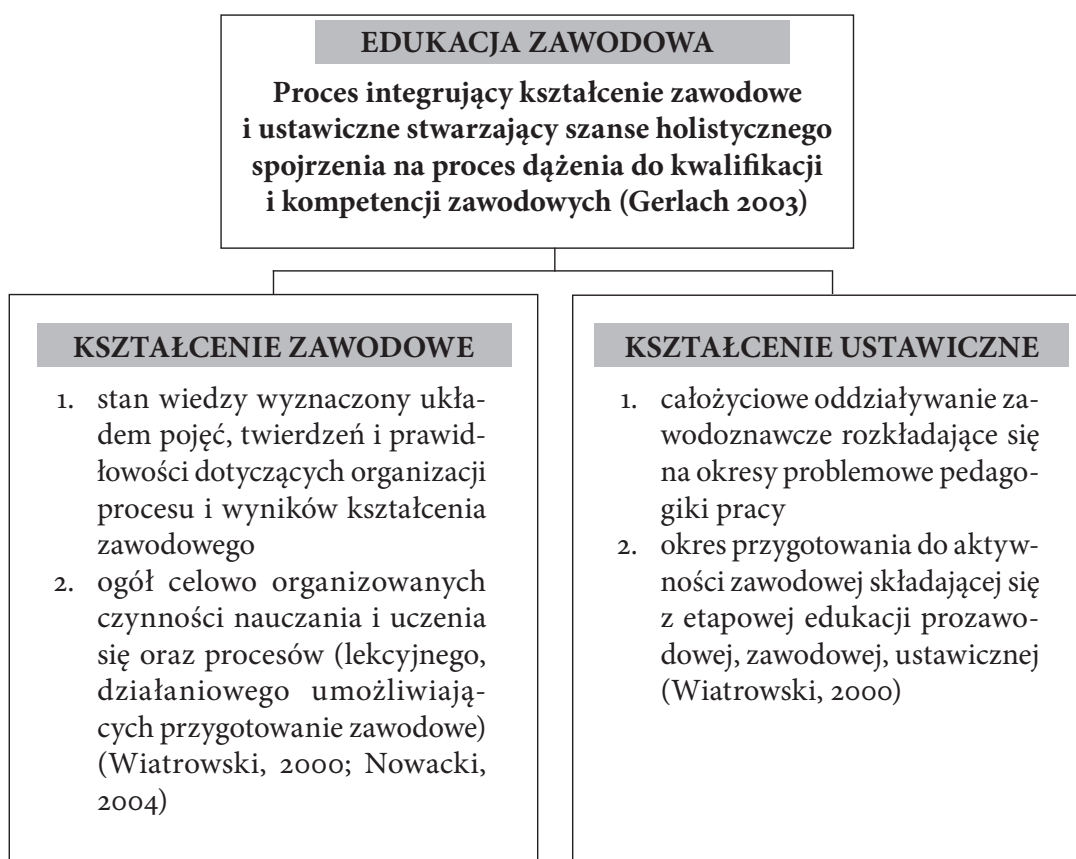 EDUKACJA ZAWODOWA
Proces integrujący kształcenie zawodowe
i ustawiczne stwarzający szanse holistycznego
spojrzenia na proces dążenia do kwalifikacji
i kompetencji zawodowych (Gerlach 2003)
KSZTAŁCENIE ZAWODOWE
1. stan wiedzy wyznaczony ukła-
dem pojęć, twierdzeń i prawid-
łowości dotyczących organizacji
procesu i wyników kształcenia
zawodowego
2. ogół celowo organizowanych
czynności nauczania i uczenia
się oraz procesów (lekcyjnego,
działaniowego umożliwiają-
cych przygotowanie zawodowe)
(Wiatrowski, 2000; Nowacki,
2004)
KSZTAŁCENIE USTAWICZNE
1. całożyciowe oddziaływanie za-
wodoznawcze rozkładające się
na okresy problemowe pedago-
giki pracy
2. okres przygotowania do aktyw-
ności zawodowej składającej się
z etapowej edukacji prozawo-
dowej, zawodowej, ustawicznej
(Wiatrowski, 2000)